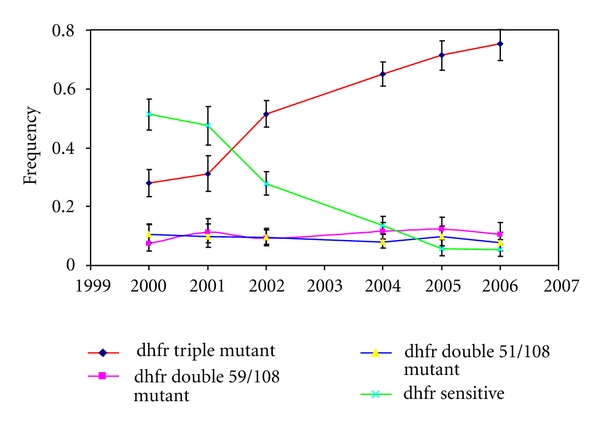 0.8
0.6
0.4
0.2
0
Frequency
1999 2000 2001 2002 2003 2004 2005 2006 2007
dhfr triple mutant
dhfr double 59/108
mutant
dhfr double 51/108
mutant
dhfr sensitive